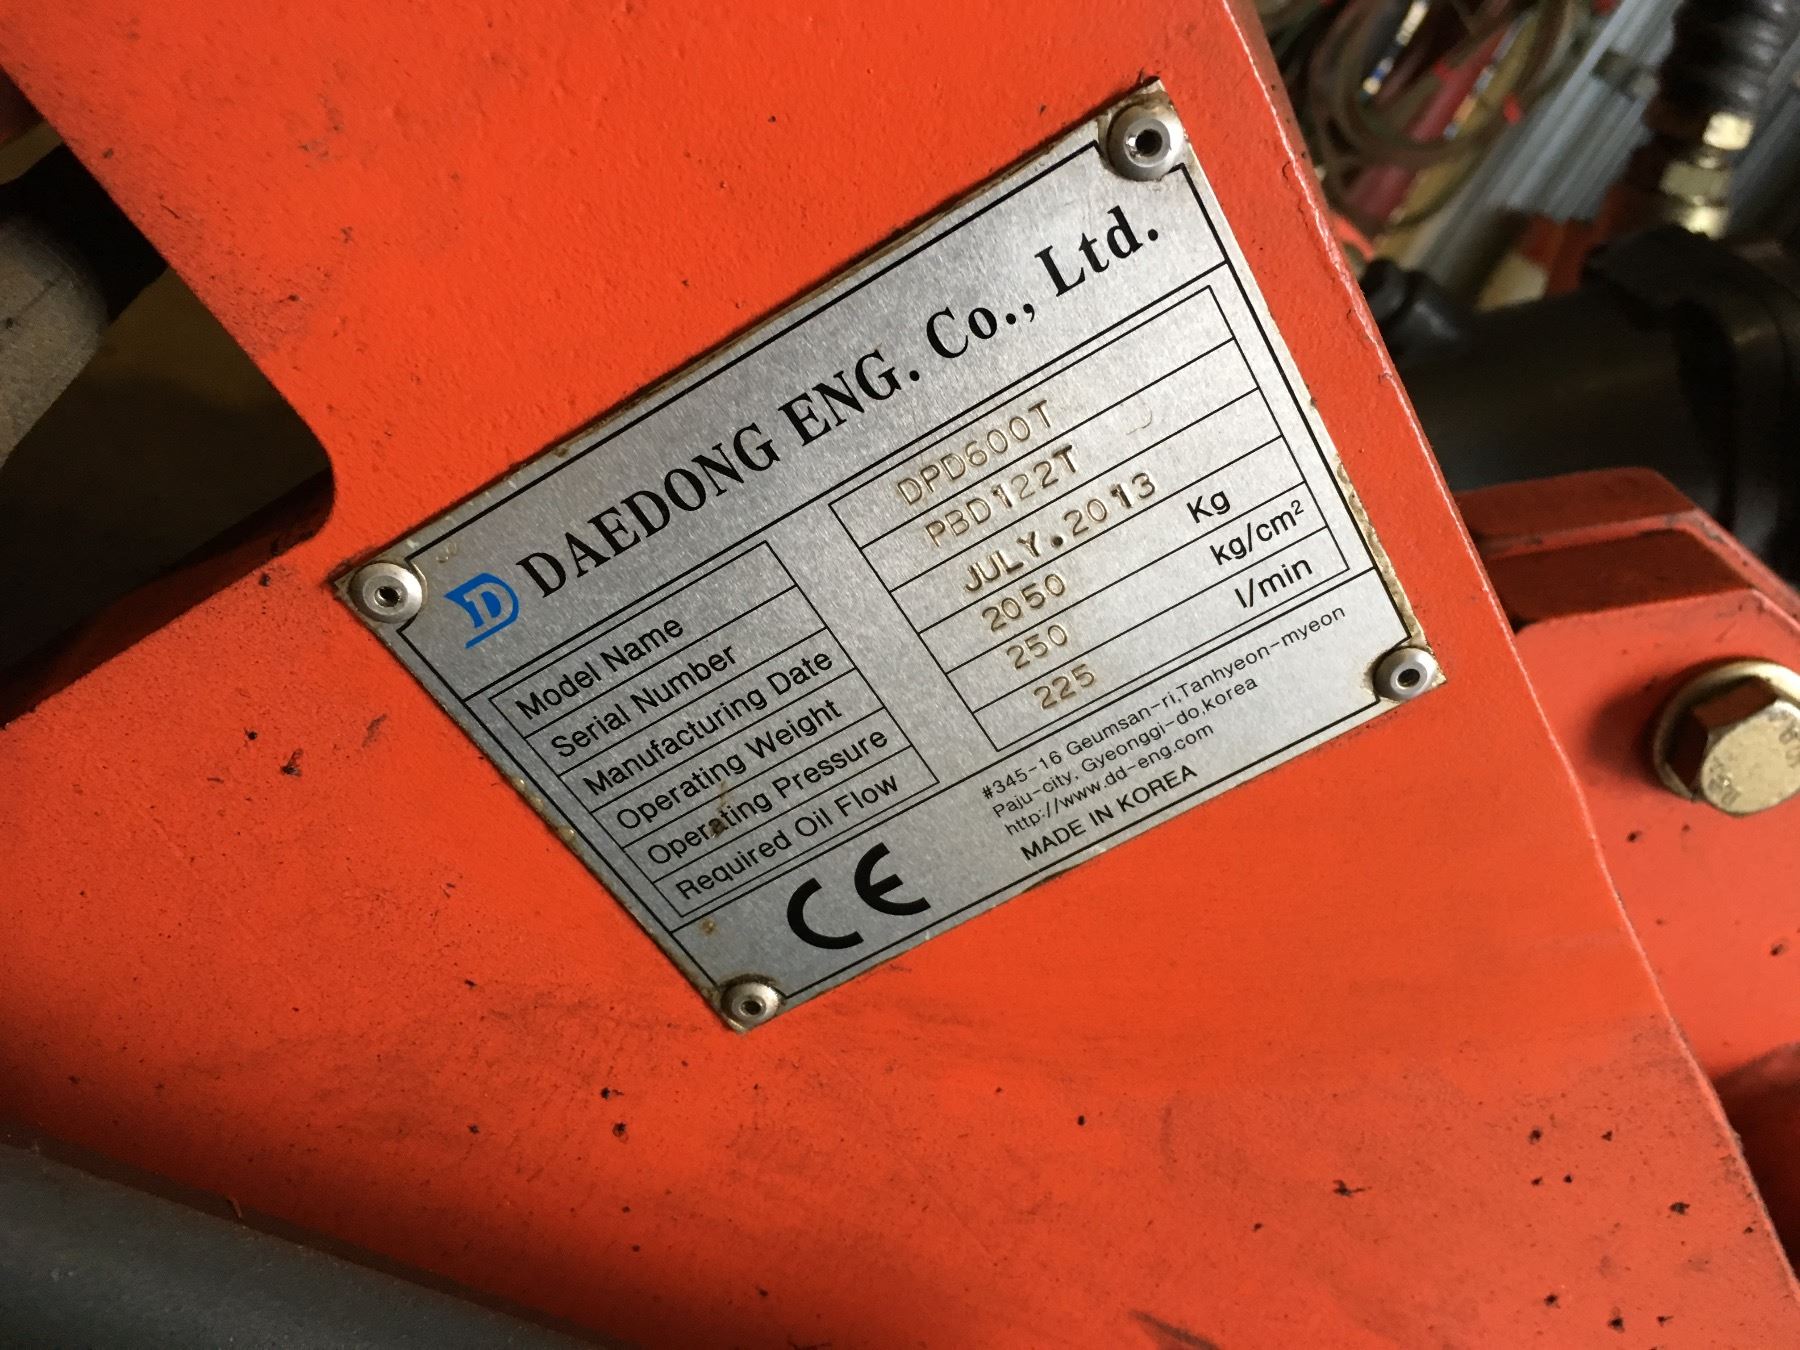 D DAEDONG ENG. Co., Ltd.
Model Name DPD600T
Serial Number PBD122T
Manufacturing Date JULY.2013
Operating Weight 2050 Kg
Operating Pressure 250 kg/cm²
Required Oil Flow 225 l/min
CE
#345-16 Geumsan-ri,Tanhyeon-myeon
Paju-city, Gyeonggi-do,korea
http://www.dd-eng.com
MADE IN KOREA